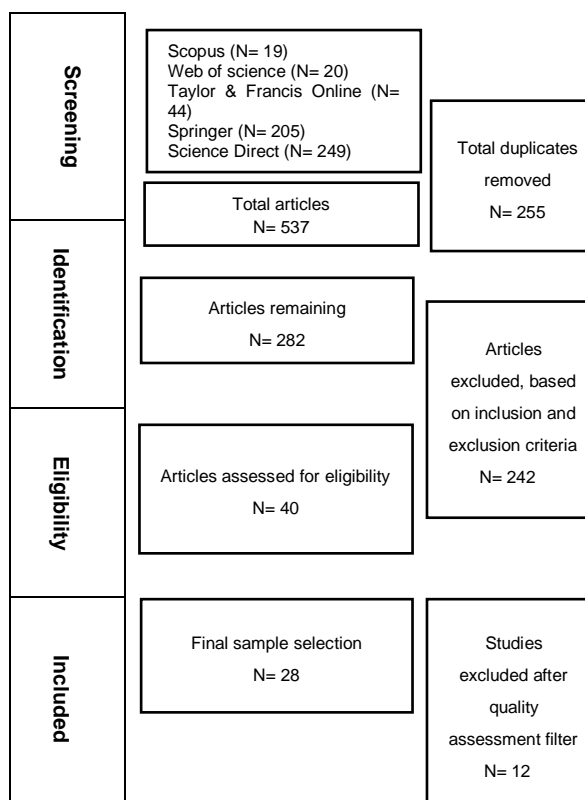 Screening
Scopus (N= 19)
Web of science (N= 20)
Taylor & Francis Online (N=
44)
Springer (N= 205)
Science Direct (N= 249)
Total articles
N= 537
Total duplicates
removed
N= 255
Identification
Articles remaining
N= 282
Articles
excluded, based
on inclusion and
exclusion criteria
N= 242
Eligibility
Articles assessed for eligibility
N= 40
Included
Final sample selection
N= 28
Studies
excluded after
quality
assessment filter
N= 12